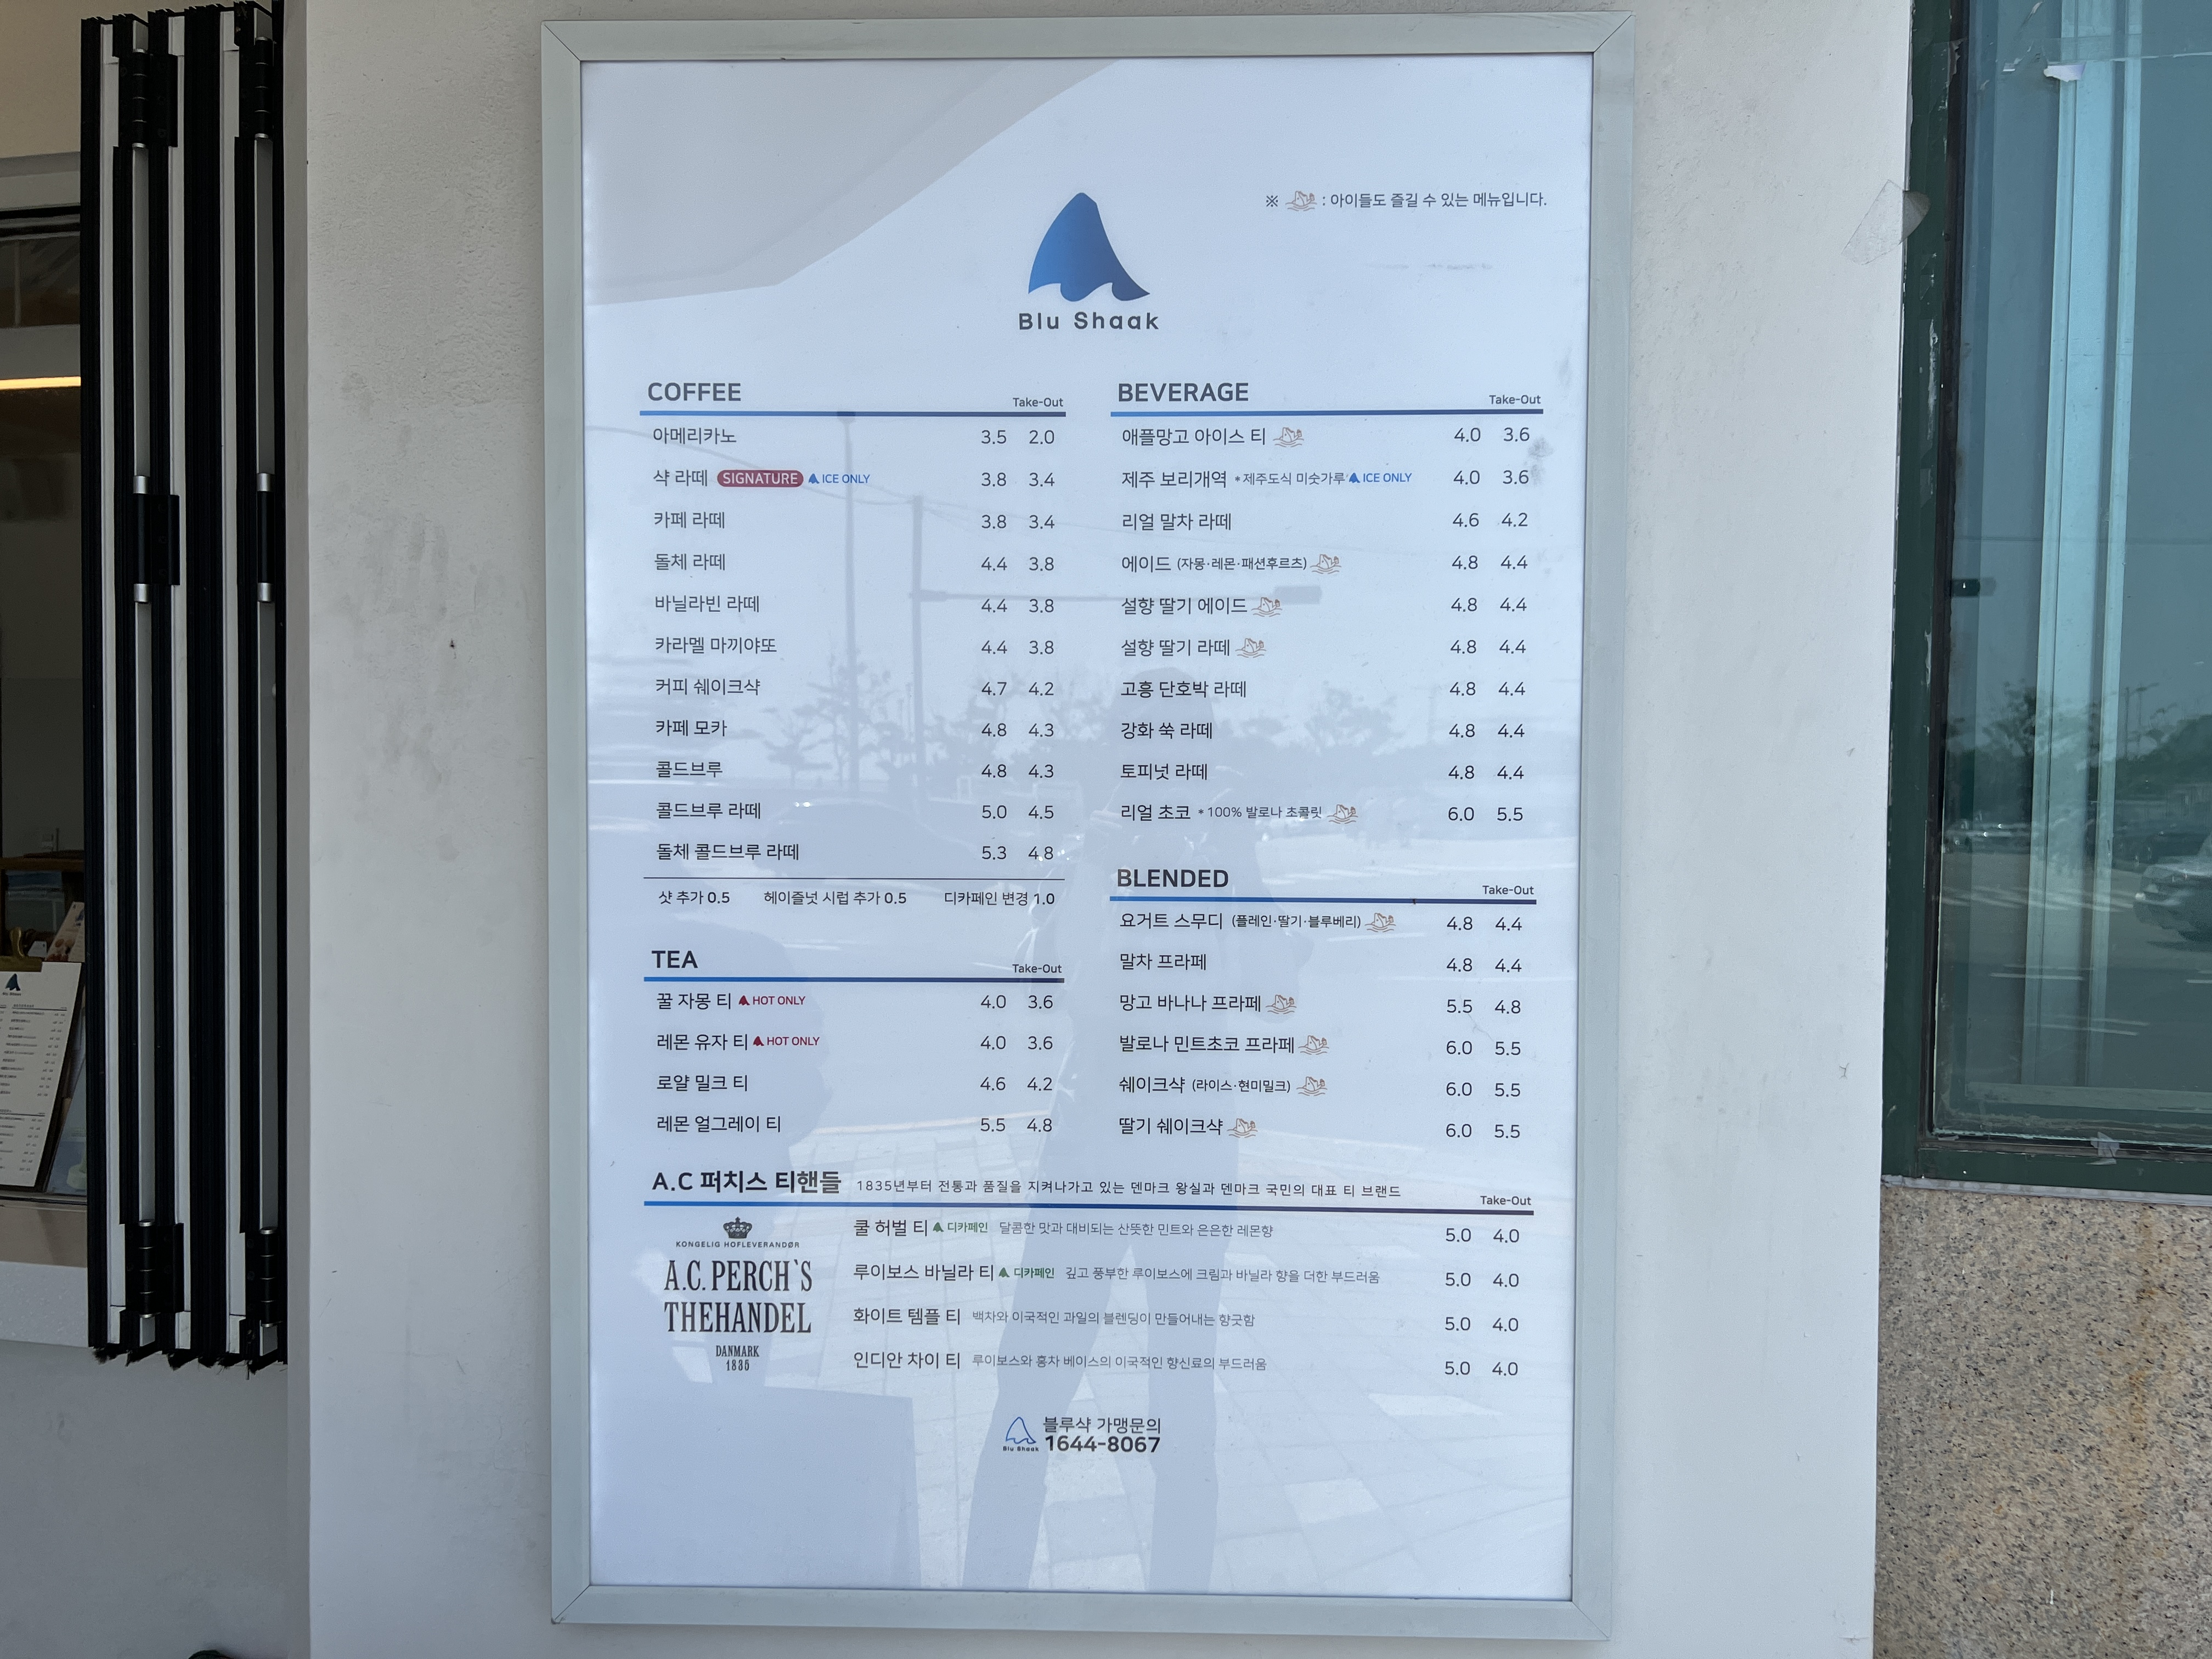 ※ : 아이들도 즐길 수 있는 메뉴입니다.
Blu Shaak
COFFEE
Take-Out
아메리카노 3.5 2.0
샥 라떼 SIGNATURE ICE ONLY 3.8 3.4
카페 라떼 3.8 3.4
돌체 라떼 4.4 3.8
바닐라빈 라떼 4.4 3.8
카라멜 마끼야또 4.4 3.8
커피 쉐이크샥 4.7 4.2
카페 모카 4.8 4.3
콜드브루 4.8 4.3
콜드브루 라떼 5.0 4.5
돌체 콜드브루 라떼 5.3 4.8
샷 추가 0.5 헤이즐넛 시럽 추가 0.5 디카페인 변경 1.0
TEA
Take-Out
꿀 자몽 티 HOT ONLY 4.0 3.6
레몬 유자 티 HOT ONLY 4.0 3.6
로얄 밀크 티 4.6 4.2
레몬 얼그레이 티 5.5 4.8
BEVERAGE
Take-Out
애플망고 아이스 티 4.0 3.6
제주 보리개역 *제주도식 미숫가루 ICE ONLY 4.0 3.6
리얼 말차 라떼 4.6 4.2
에이드 (자몽·레몬·패션후르츠) 4.8 4.4
설향 딸기 에이드 4.8 4.4
설향 딸기 라떼 4.8 4.4
고흥 단호박 라떼 4.8 4.4
강화 쑥 라떼 4.8 4.4
토피넛 라떼 4.8 4.4
리얼 초코 *100% 발로나 초콜릿 6.0 5.5
BLENDED
Take-Out
요거트 스무디 (플레인·딸기·블루베리) 4.8 4.4
말차 프라페 4.8 4.4
망고 바나나 프라페 5.5 4.8
발로나 민트초코 프라페 6.0 5.5
쉐이크샥 (라이스·현미밀크) 6.0 5.5
딸기 쉐이크샥 6.0 5.5
A.C 퍼치스 티핸들 1835년부터 전통과 품질을 지켜나가고 있는 덴마크 왕실과 덴마크 국민의 대표 티 브랜드
Take-Out
KONGELIG HOFLEVERANDØR
A.C. PERCH'S
THEHANDEL
DANMARK
1835
쿨 허벌 티 디카페인 달콤한 맛과 대비되는 산뜻한 민트와 은은한 레몬향 5.0 4.0
루이보스 바닐라 티 디카페인 깊고 풍부한 루이보스에 크림과 바닐라 향을 더한 부드러움 5.0 4.0
화이트 템플 티 백차와 이국적인 과일의 블렌딩이 만들어내는 향긋함 5.0 4.0
인디안 차이 티 루이보스와 홍차 베이스의 이국적인 향신료의 부드러움 5.0 4.0
Blu Shaak
블루샥 가맹문의
1644-8067